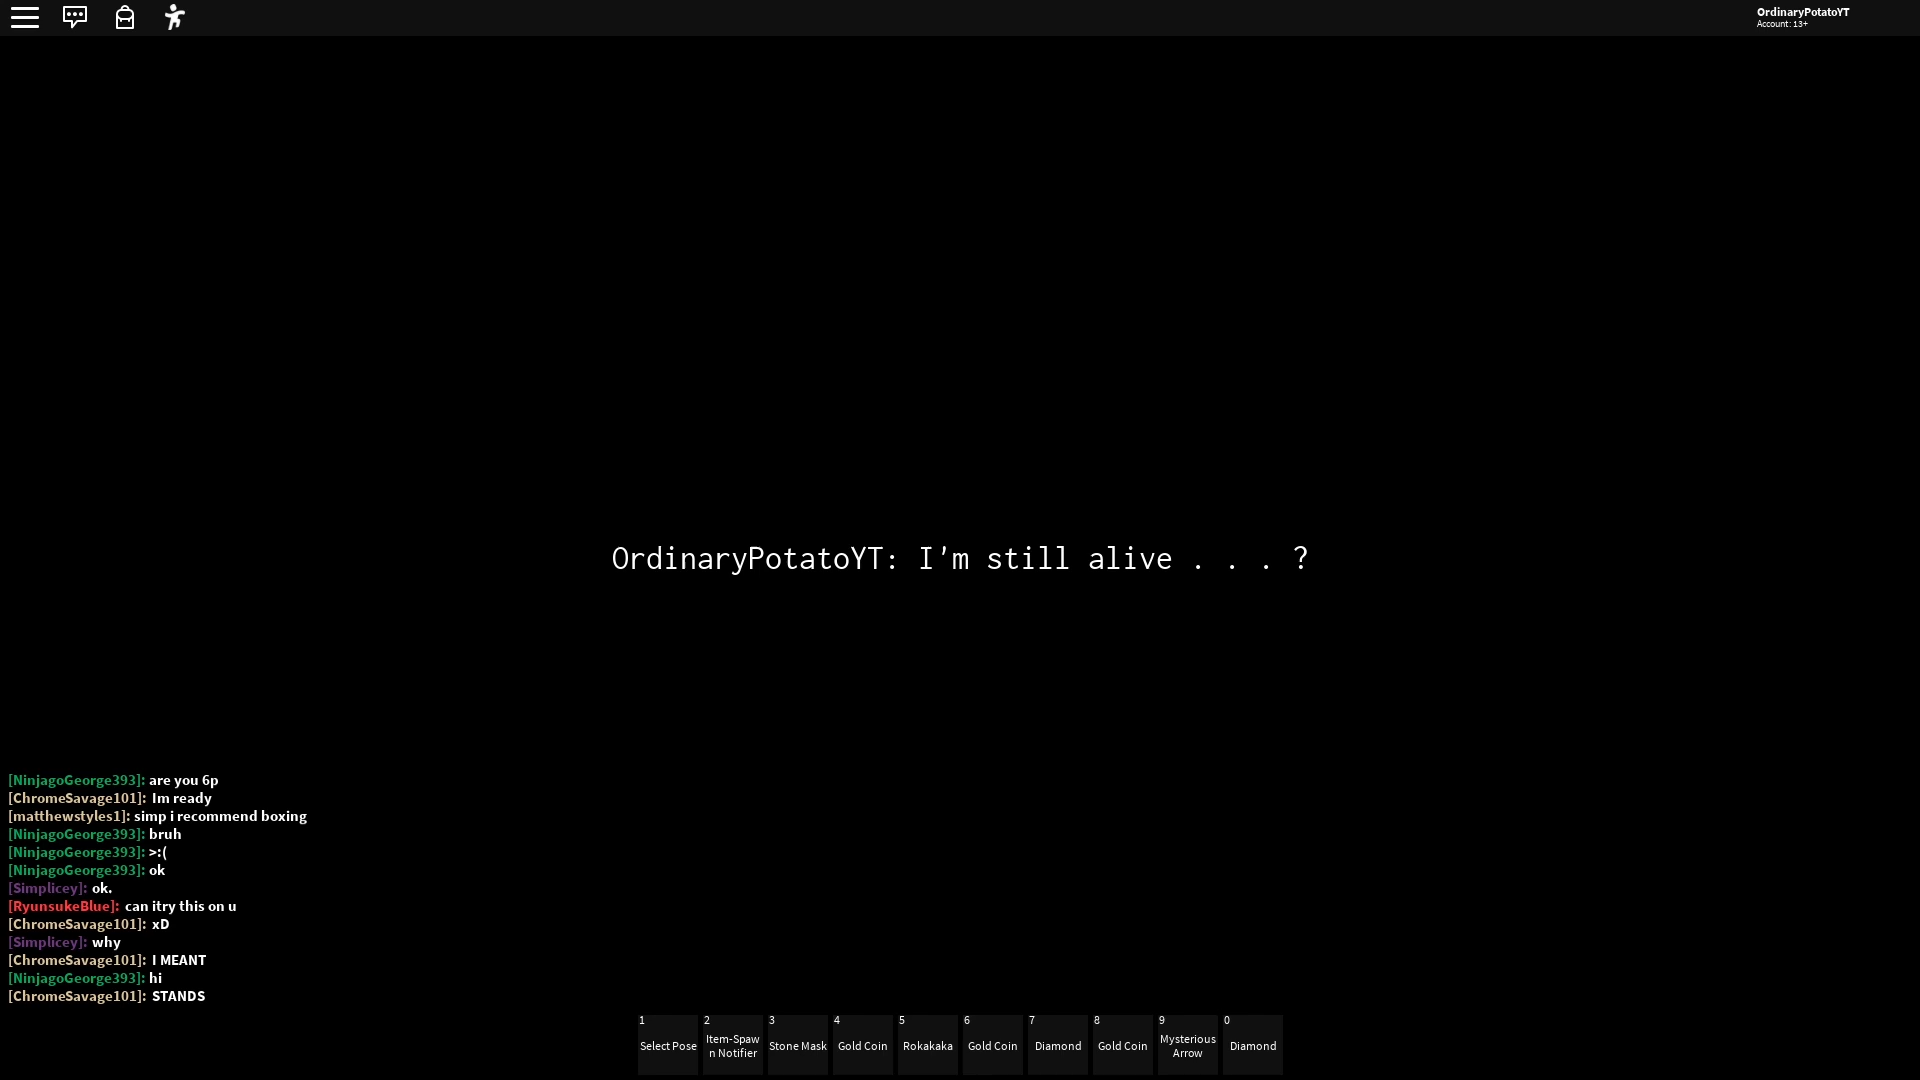 OrdinaryPotatoYT
Account: 13+
OrdinaryPotatoYT: I'm still alive . . . ?
[NinjagoGeorge393]: are you 6p
[ChromeSavage101]: Im ready
[matthewstyles1]: simp i recommend boxing
[NinjagoGeorge393]: bruh
[NinjagoGeorge393]: >:(
[NinjagoGeorge393]: ok
[Simplicey]: ok.
[RyunsukeBlue]: can itry this on u
[ChromeSavage101]: xD
[Simplicey]: why
[ChromeSavage101]: I MEANT
[NinjagoGeorge393]: hi
[ChromeSavage101]: STANDS
1 2 3 4 5 6 7 8 9 0
Select Pose
Item-Spaw
n Notifier
Stone Mask
Gold Coin
Rokakaka
Gold Coin
Diamond
Gold Coin
Mysterious
Arrow
Diamond